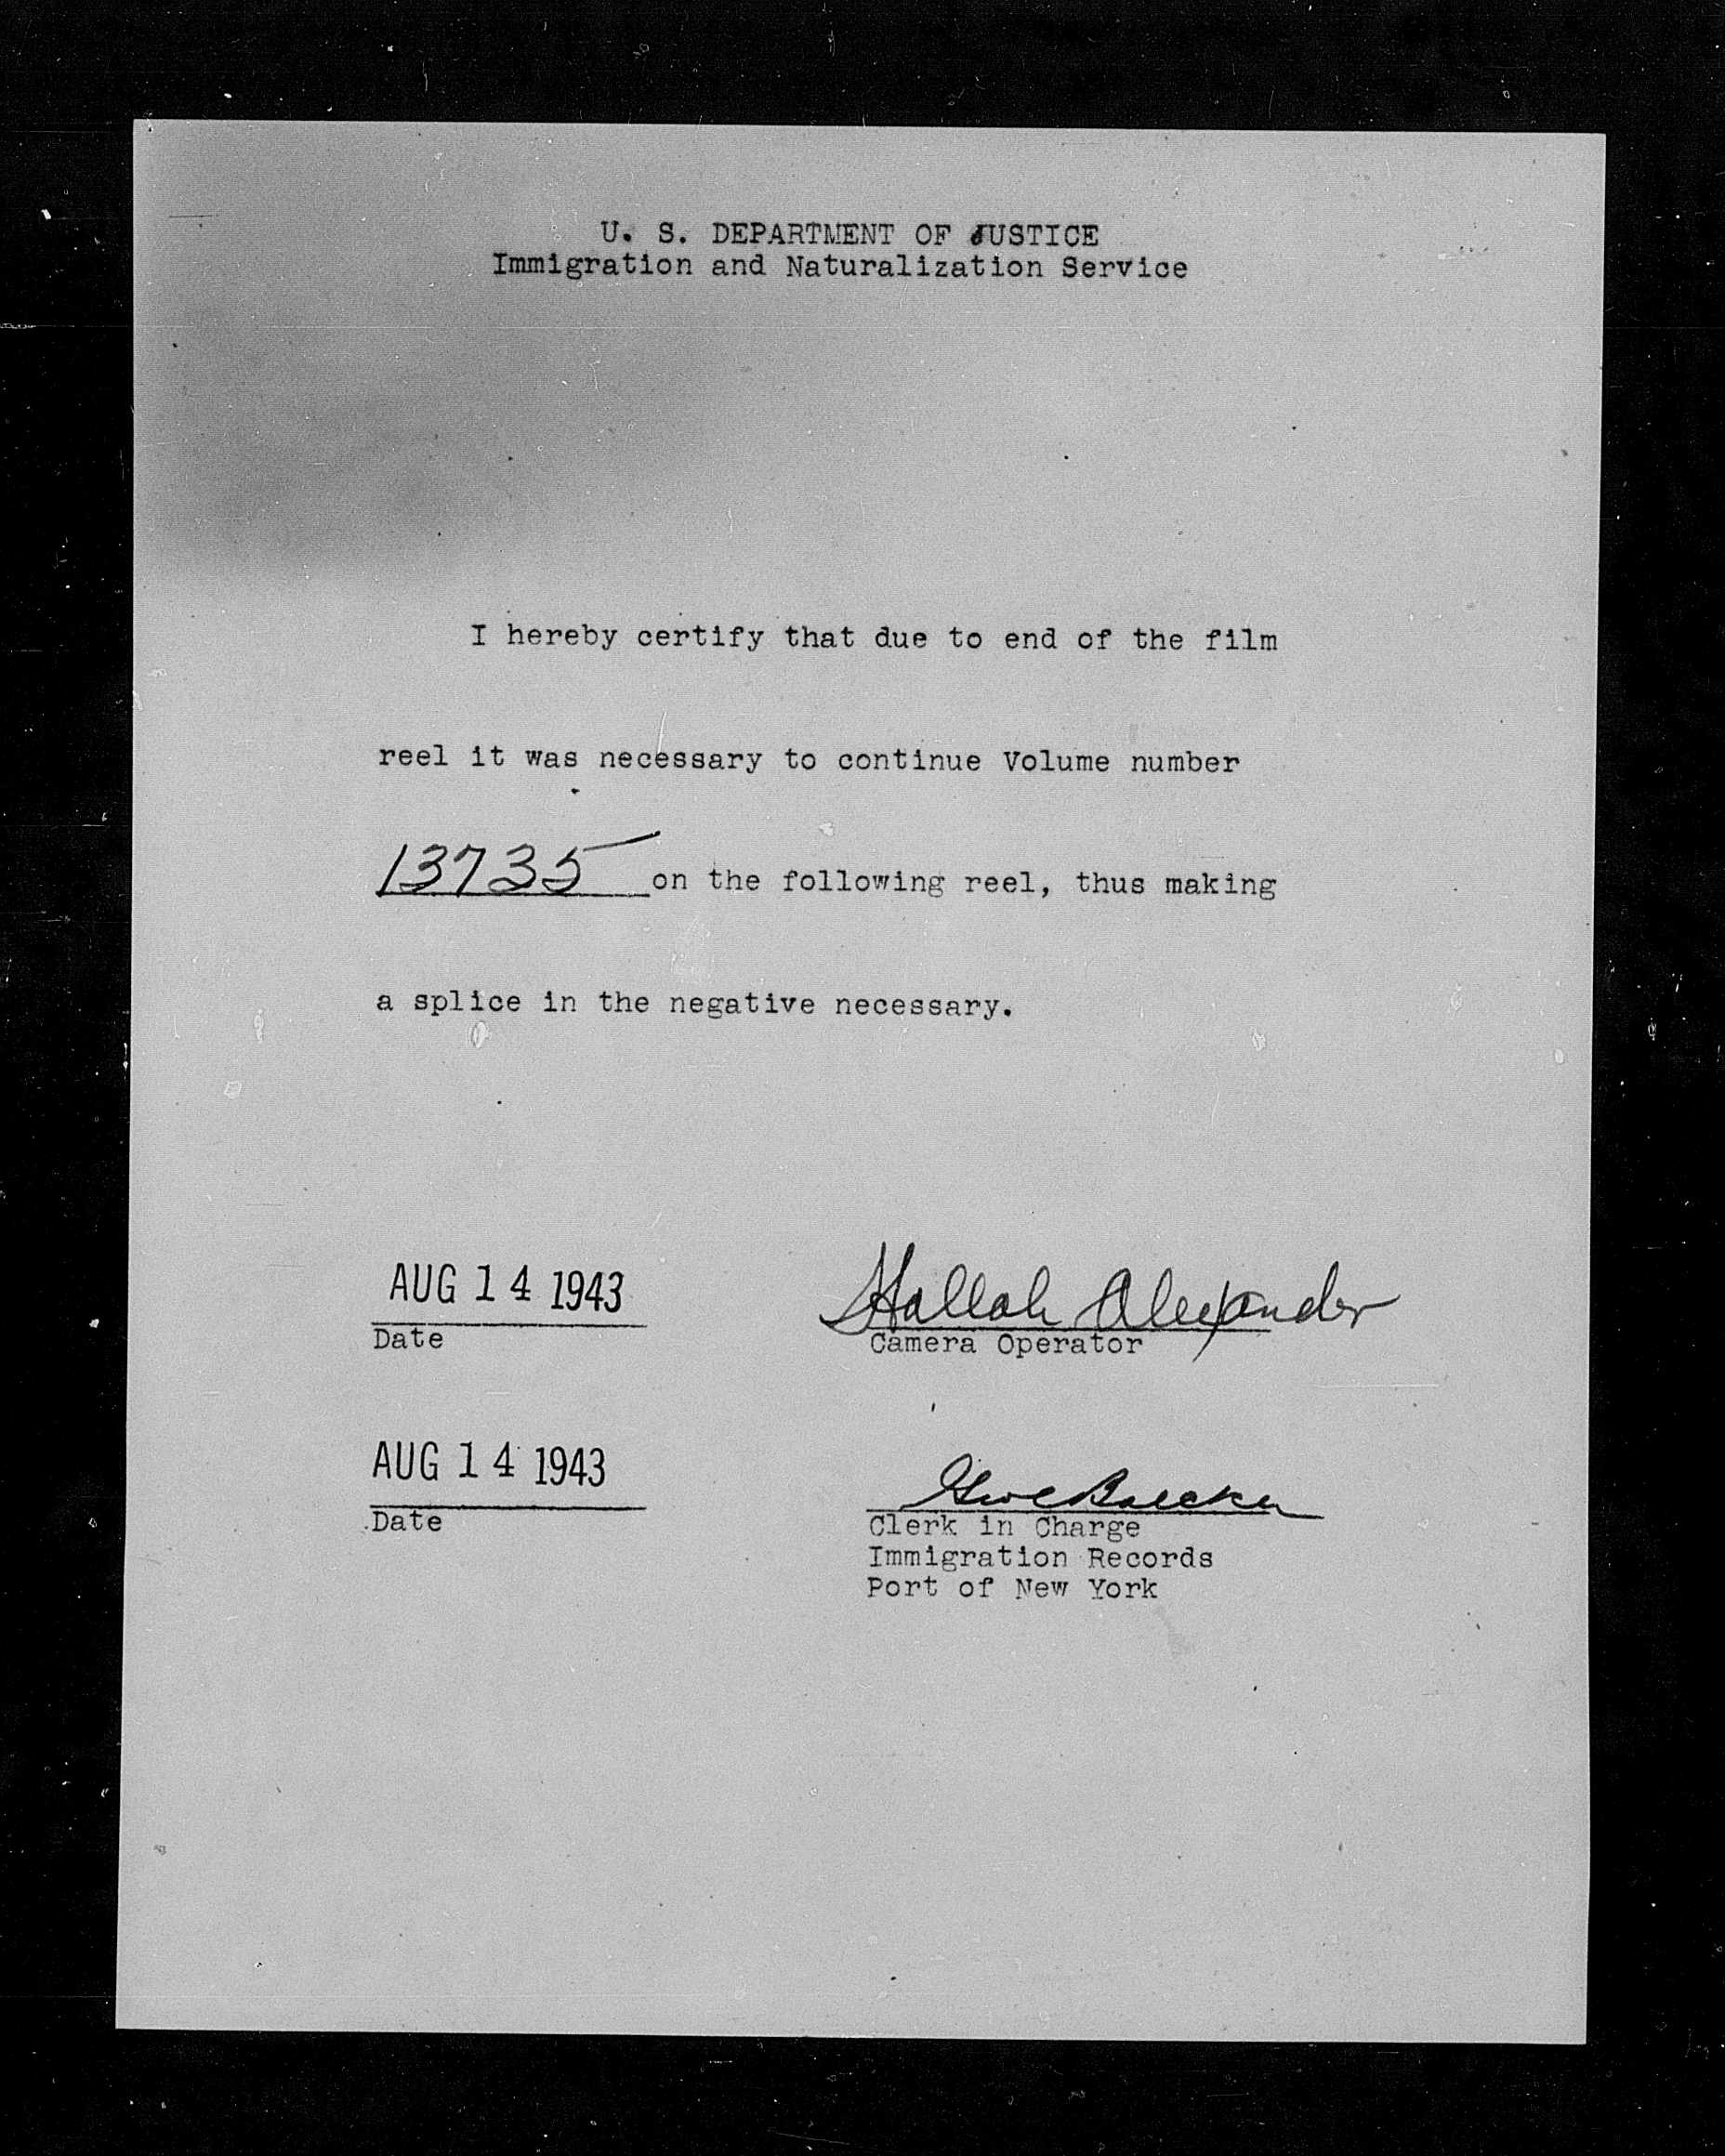 U. S. DEPARTMENT OF JUSTICE
Immigration and Naturalization Service
I hereby certify that due to end of the film
reel it was necessary to continue Volume number
13735 on the following reel, thus making
a splice in the negative necessary.
AUG 14 1943
Date
Hallah Alexander
Camera Operator
AUG 14 1943
Date
Clerk in Charge
Immigration Records
Port of New York